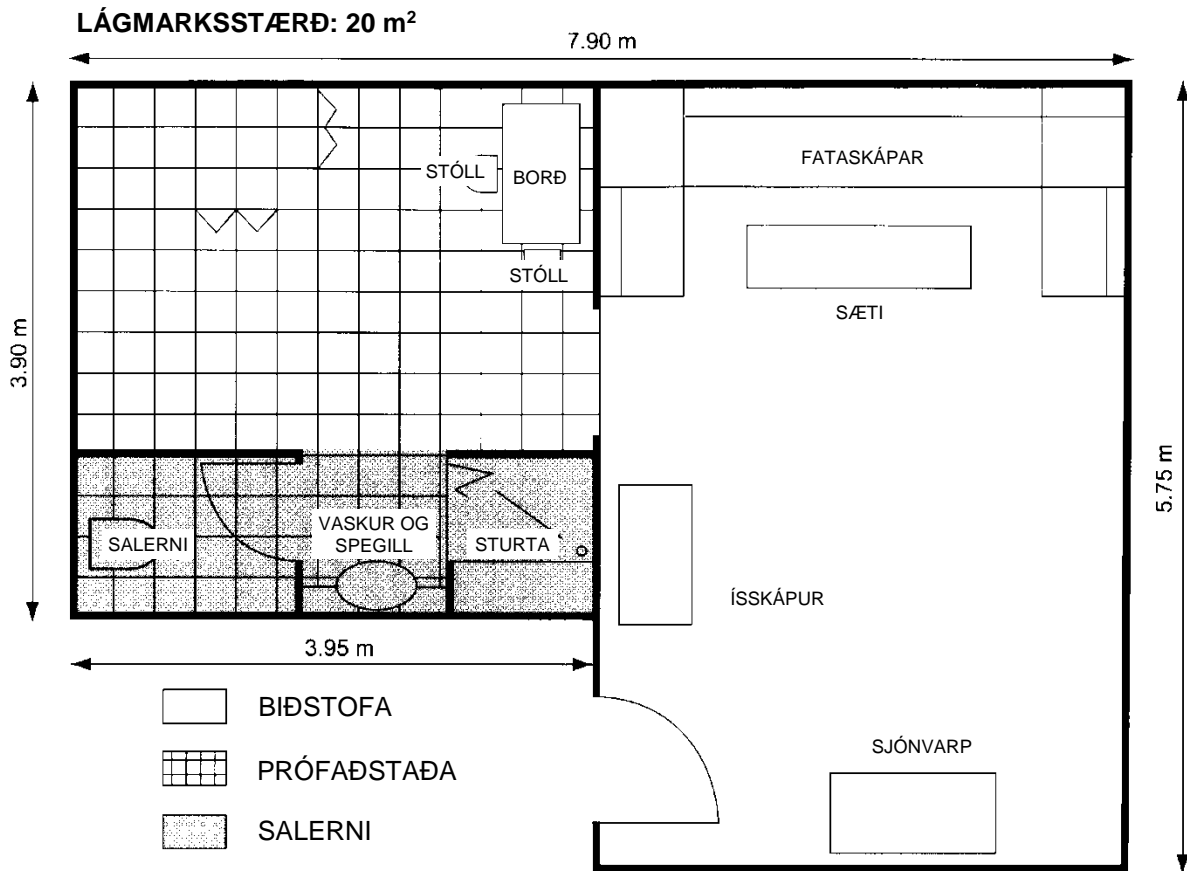 LÁGMARKSSTÆRÐ: 20 m²
7.90 m
3.90 m
5.75 m
STÓLL
BORÐ
STÓLL
FATASKÁPAR
SÆTI
SALERNI
VASKUR OG
SPEGILL
STURTA
ÍSSKÁPUR
3.95 m
SJÓNVARP
BIÐSTOFA
PRÓFAÐSTAÐA
SALERNI